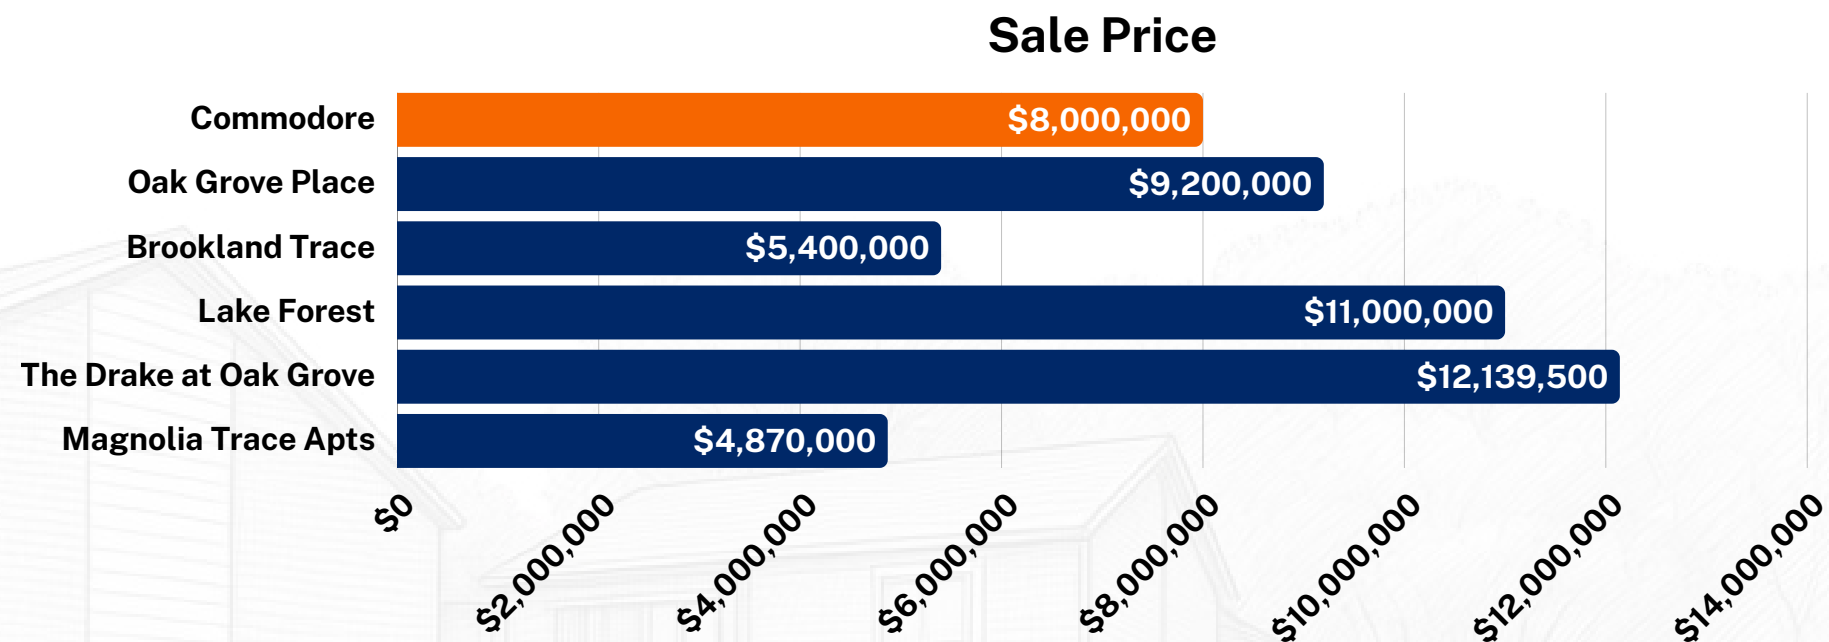 Sale Price
Commodore
$8,000,000
Oak Grove Place
$9,200,000
Brookland Trace
$5,400,000
Lake Forest
$11,000,000
The Drake at Oak Grove
$12,139,500
Magnolia Trace Apts
$4,870,000
$0
$2,000,000
$4,000,000
$6,000,000
$8,000,000
$10,000,000
$12,000,000
$14,000,000